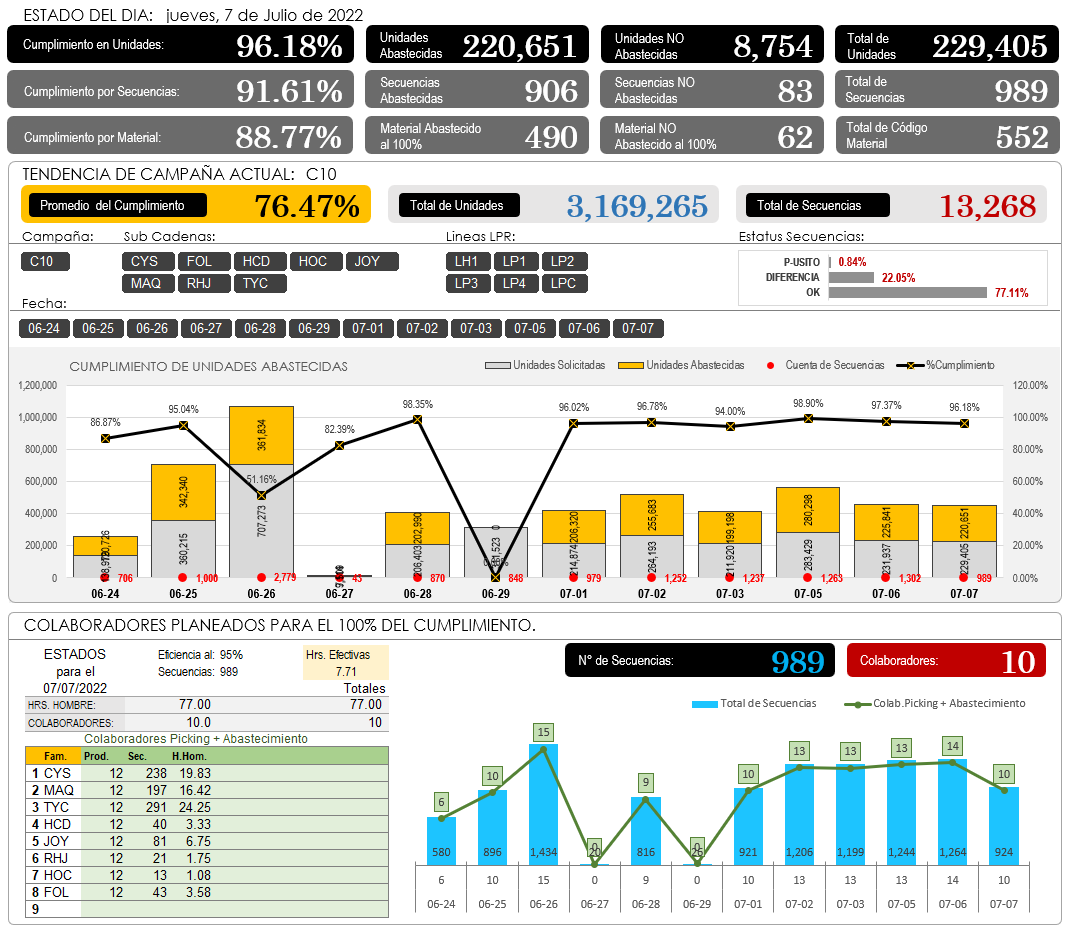 ESTADO DEL DIA: jueves, 7 de Julio de 2022
Cumplimiento en Unidades: 96.18%
Unidades Abastecidas 220,651
Unidades NO Abastecidas 8,754
Total de Unidades 229,405
Cumplimiento por Secuencias: 91.61%
Secuencias Abastecidas 906
Secuencias NO Abastecidas 83
Total de Secuencias 989
Cumplimiento por Material: 88.77%
Material Abastecido al 100% 490
Material NO Abastecido al 100% 62
Total de Código Material 552
TENDENCIA DE CAMPAÑA ACTUAL: C10
Promedio del Cumplimiento 76.47%
Total de Unidades 3,169,265
Total de Secuencias 13,268
Campaña: Sub Cadenas: Lineas LPR: Estatus Secuencias:
C10 CYS FOL HCD HOC JOY LH1 LP1 LP2
MAQ RHJ TYC LP3 LP4 LPC
P-USITO 0.84%
DIFERENCIA 22.05%
OK 77.11%
Fecha:
06-24 06-25 06-26 06-27 06-28 06-29 07-01 07-02 07-03 07-05 07-06 07-07
CUMPLIMIENTO DE UNIDADES ABASTECIDAS
Unidades Solicitadas Unidades Abastecidas Cuenta de Secuencias %Cumplimiento
1,200,000 120.00%
1,000,000 100.00%
800,000 80.00%
600,000 60.00%
400,000 40.00%
200,000 20.00%
0 0.00%
86.87% 95.04% 51.16% 82.39% 98.35% 96.02% 96.78% 94.00% 98.90% 97.37% 96.18%
342,340 361,834 202,990 0 206,320 255,683 199,198 280,298 225,841 220,651
360,215 707,273 206,403 214,874 264,193 211,920 283,429 231,937 229,405
706 1,000 2,779 43 870 848 979 1,252 1,237 1,263 1,302 989
06-24 06-25 06-26 06-27 06-28 06-29 07-01 07-02 07-03 07-05 07-06 07-07
COLABORADORES PLANEADOS PARA EL 100% DEL CUMPLIMIENTO.
ESTADOS
para el
07/07/2022
Eficiencia al: 95%
Secuencias: 989
Hrs. Efectivas
7.71
Totales
HRS. HOMBRE: 77.00 77.00
COLABORADORES: 10.0 10
Colaboradores Picking + Abastecimiento
Fam. Prod. Sec. H.Hom.
1 CYS 12 238 19.83
2 MAQ 12 197 16.42
3 TYC 12 291 24.25
4 HCD 12 40 3.33
5 JOY 12 81 6.75
6 RHJ 12 21 1.75
7 HOC 12 13 1.08
8 FOL 12 43 3.58
9
N° de Secuencias: 989
Colaboradores: 10
Total de Secuencias Colab.Picking + Abastecimiento
6 10 15 0 9 0 10 13 13 13 14 10
580 896 1,434 20 816 26 921 1,206 1,199 1,244 1,264 924
6 10 15 0 9 0 10 13 13 13 14 10
06-24 06-25 06-26 06-27 06-28 06-29 07-01 07-02 07-03 07-05 07-06 07-07